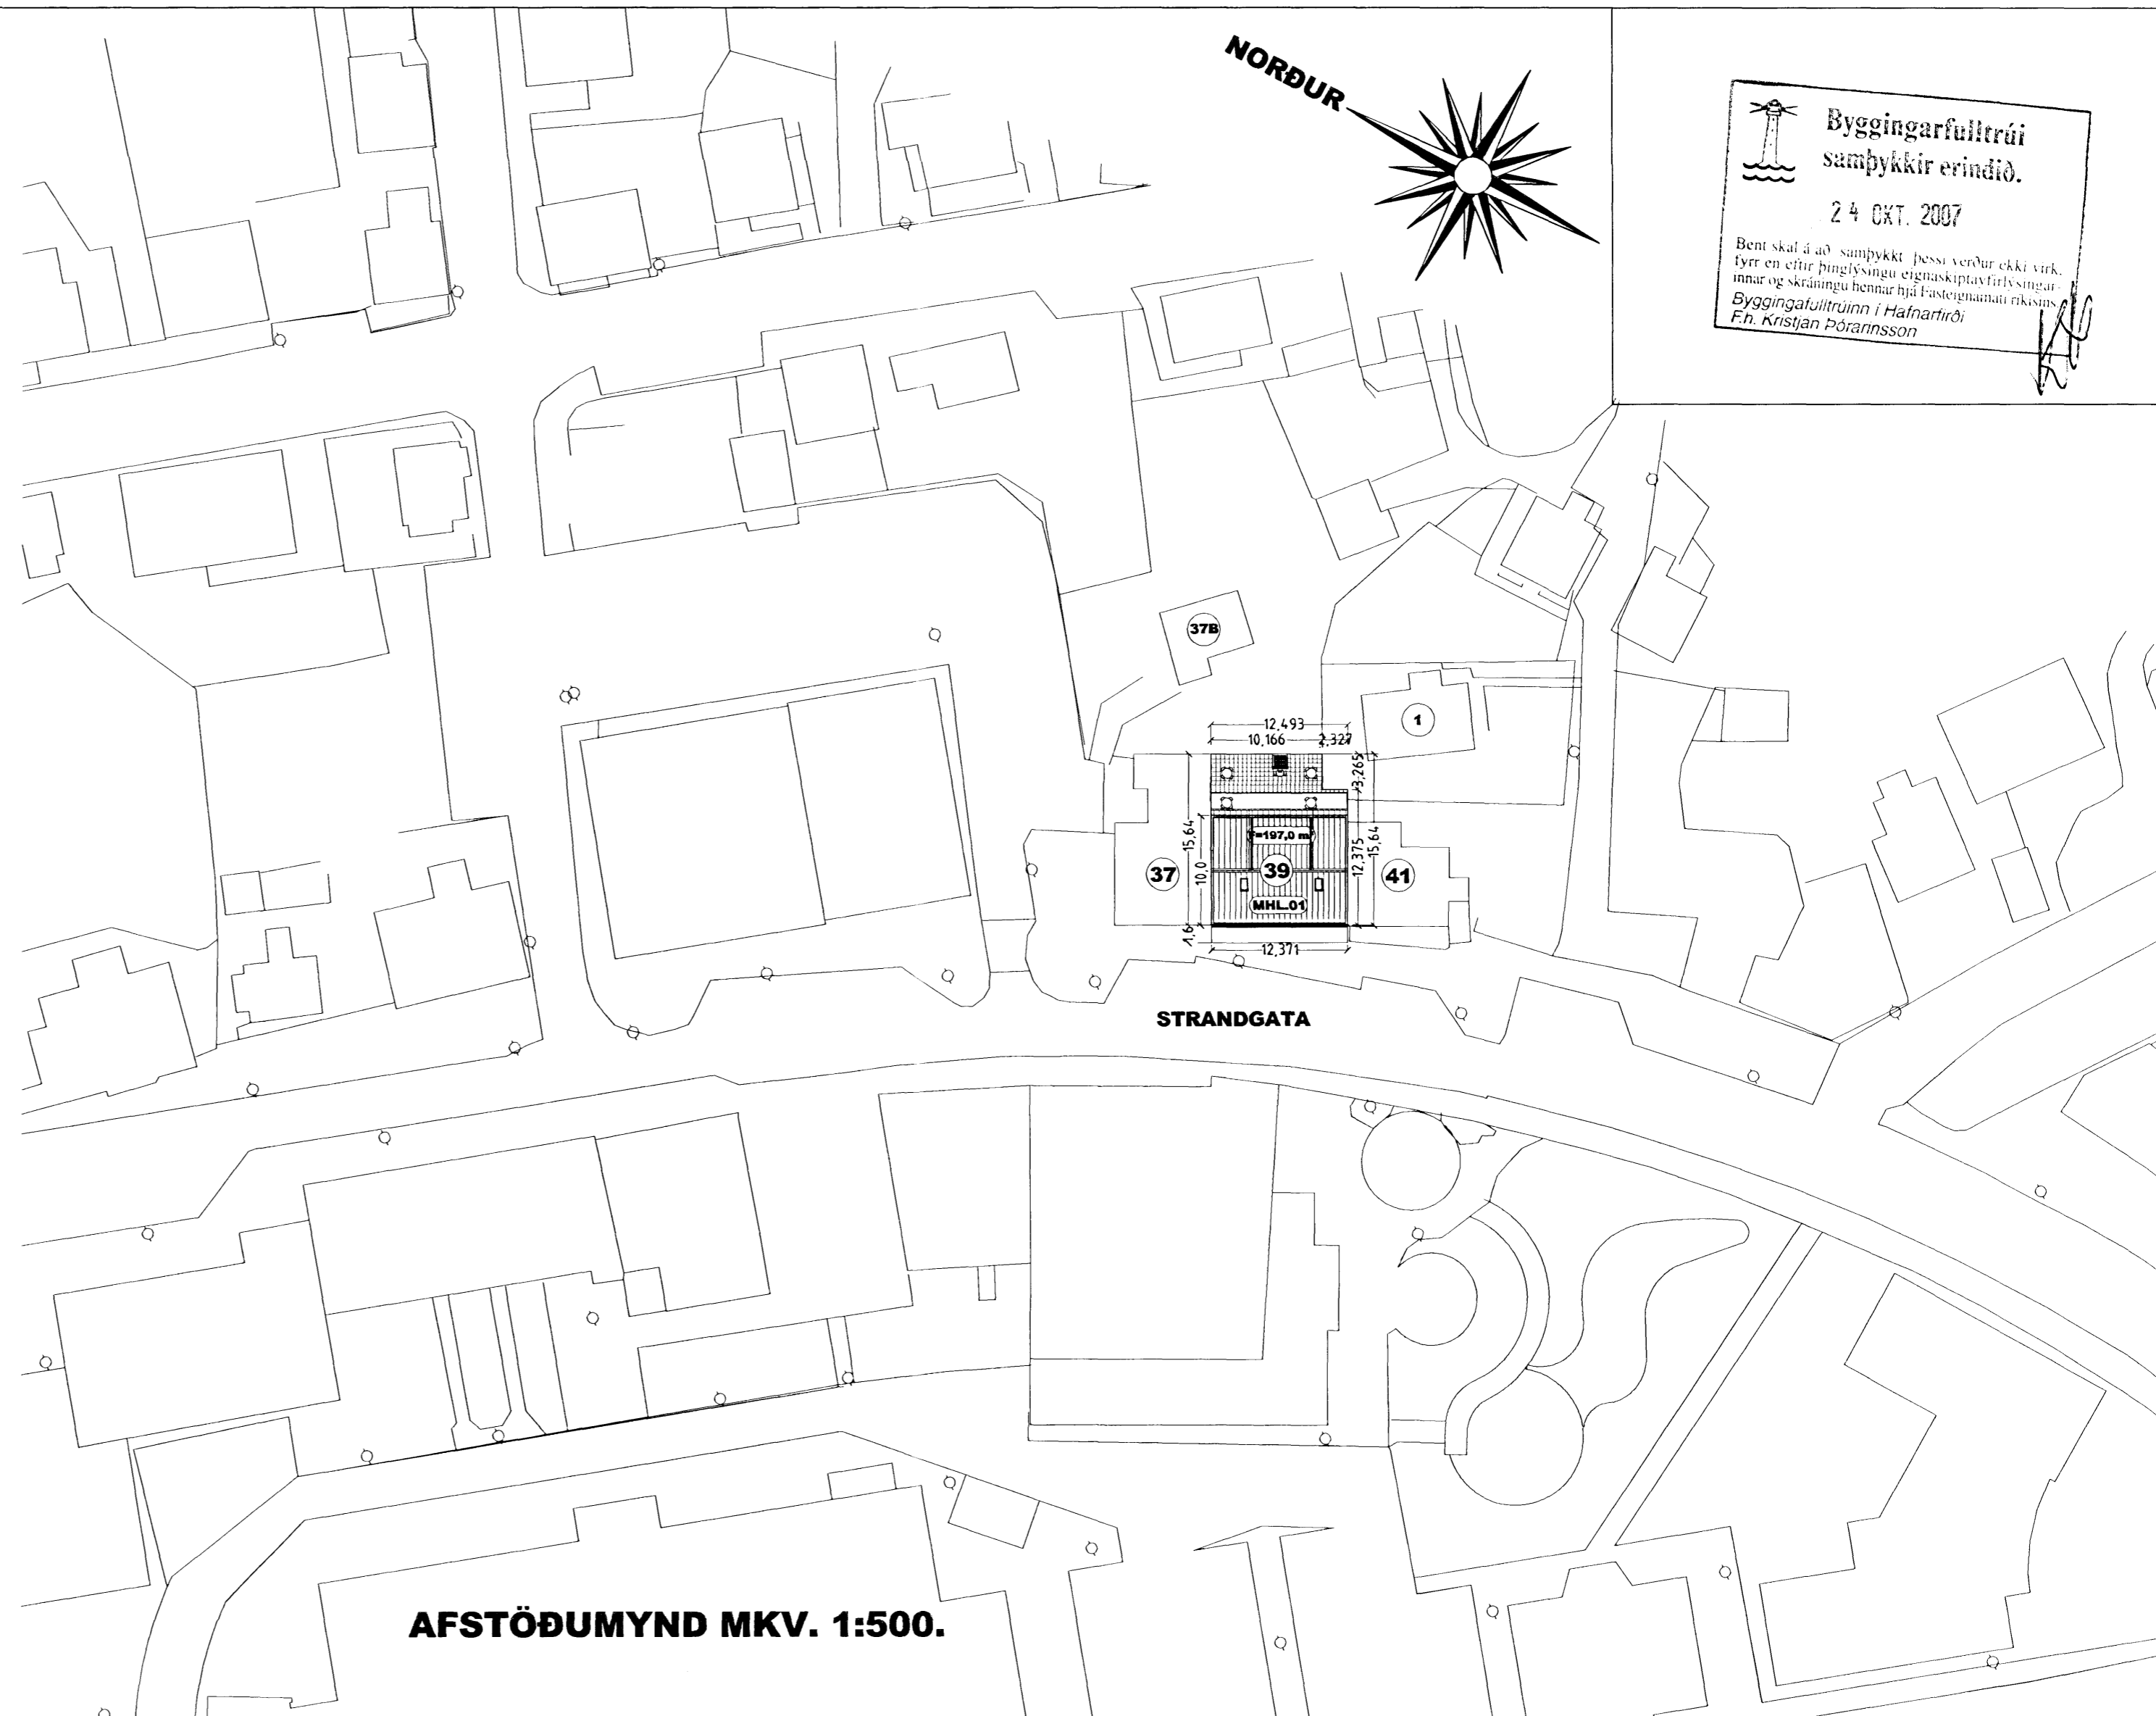 NORÐUR
Byggingarfulltrúi
samþykkir erindið.
24 OKT. 2007
Bent skal á að samþykkt þessi verður ekki virk,
fyrr en eftir þinglýsingu eignaskiptayfirlýsingar-
innar og skráningu hennar hjá Fasteignamati ríkisins.
Byggingafulltrúinn í Hafnarfirði
F.h. Kristján Þórarinsson
37B
1
12,493
10,166
2,327
3,265
15,64
10,0
12,375
15,64
F=197,0 m²
37
39
41
MHL.01
1,6
12,371
STRANDGATA
AFSTÖÐUMYND MKV. 1:500.